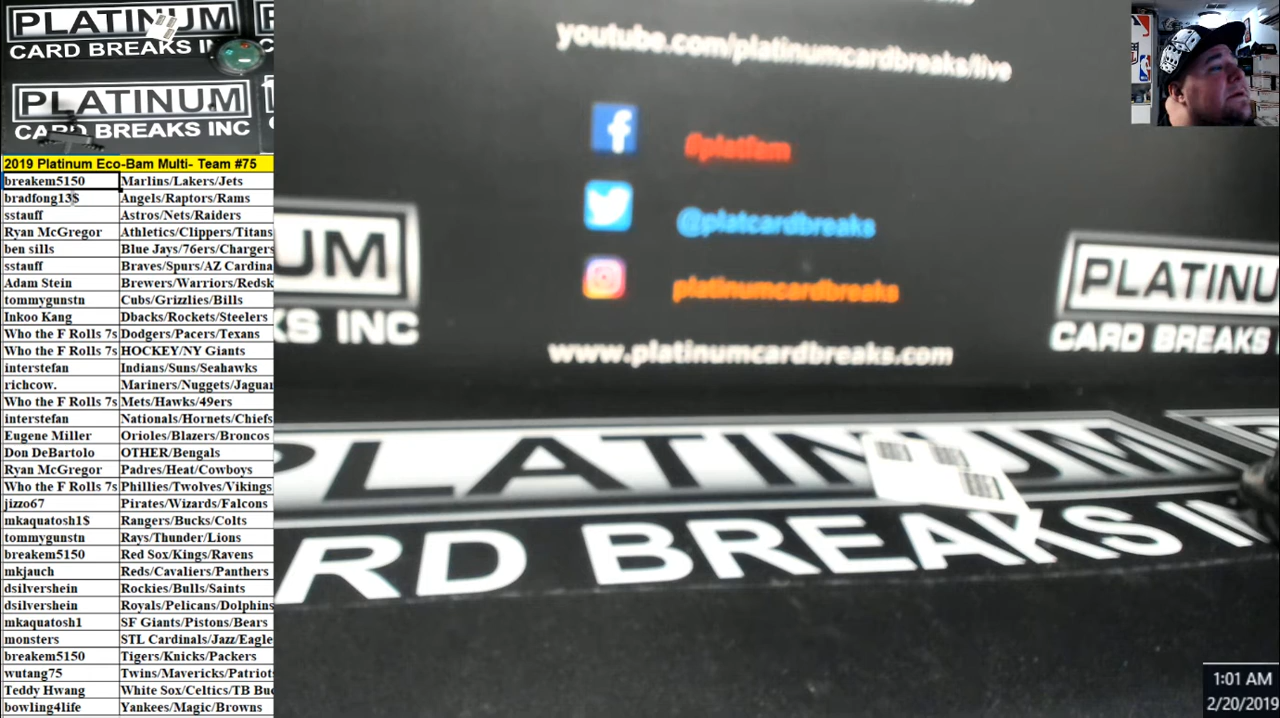 PLATINUM
CARD BREAKS IN
PLATINUM
CARD BREAKS INC
2019 Platinum Eco-Bam Multi- Team #75
breakem5150 Marlins/Lakers/Jets
bradfong13$ Angels/Raptors/Rams
sstauff Astros/Nets/Raiders
Ryan McGregor Athletics/Clippers/Titans
ben sills Blue Jays/76ers/Chargers
sstauff Braves/Spurs/AZ Cardina
Adam Stein Brewers/Warriors/Redsk
tommygunstn Cubs/Grizzlies/Bills
Inkoo Kang Dbacks/Rockets/Steelers
Who the F Rolls 7s Dodgers/Pacers/Texans
Who the F Rolls 7s HOCKEY/NY Giants
interstefan Indians/Suns/Seahawks
richcow. Mariners/Nuggets/Jaguar
Who the F Rolls 7s Mets/Hawks/49ers
interstefan Nationals/Hornets/Chiefs
Eugene Miller Orioles/Blazers/Broncos
Don DeBartolo OTHER/Bengals
Ryan McGregor Padres/Heat/Cowboys
Who the F Rolls 7s Phillies/Twolves/Vikings
jizzo67 Pirates/Wizards/Falcons
mkaquatosh1$ Rangers/Bucks/Colts
tommygunstn Rays/Thunder/Lions
breakem5150 Red Sox/Kings/Ravens
mkjauch Reds/Cavaliers/Panthers
dsilvershein Rockies/Bulls/Saints
dsilvershein Royals/Pelicans/Dolphins
mkaquatosh1 SF Giants/Pistons/Bears
monsters STL Cardinals/Jazz/Eagle
breakem5150 Tigers/Knicks/Packers
wutang75 Twins/Mavericks/Patriots
Teddy Hwang White Sox/Celtics/TB Buc
bowling4life Yankees/Magic/Browns
youtube.com/platinumcardbreaks/live
#platfam
@platcardbreaks
platinumcardbreaks
www.platinumcardbreaks.com
UM
KS INC
PLATINU
CARD BREAKS
PLATINUM
RD BREAKS IN
1:01 AM
2/20/2019